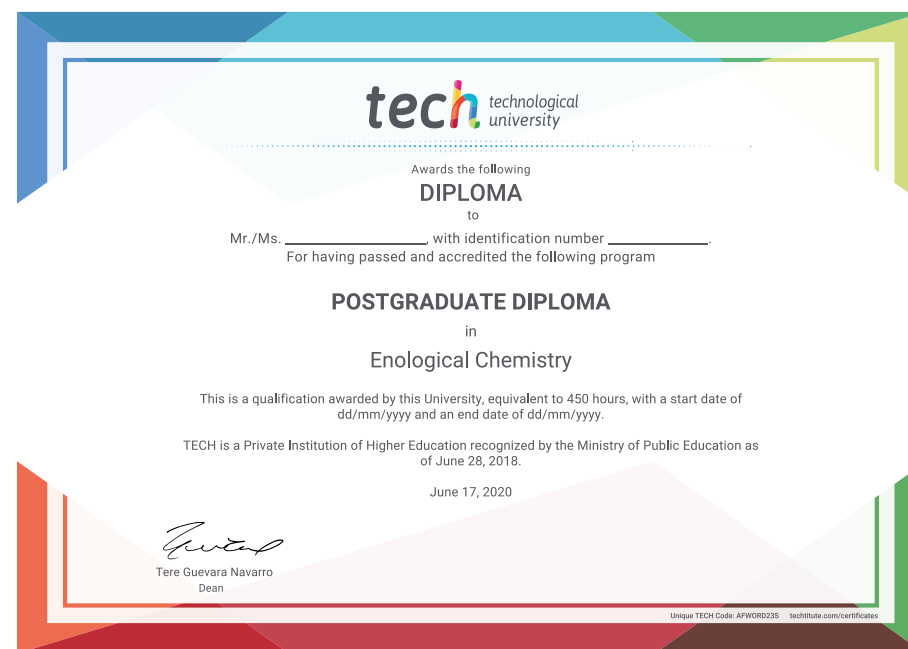 tech technological
university
Awards the following
DIPLOMA
to
Mr./Ms. ____________________, with identification number ______________.
For having passed and accredited the following program
POSTGRADUATE DIPLOMA
in
Enological Chemistry
This is a qualification awarded by this University, equivalent to 450 hours, with a start date of
dd/mm/yyyy and an end date of dd/mm/yyyy.
TECH is a Private Institution of Higher Education recognized by the Ministry of Public Education as
of June 28, 2018.
June 17, 2020
Tere Guevara Navarro
Dean
Unique TECH Code: AFWORD23S techtitute.com/certificates